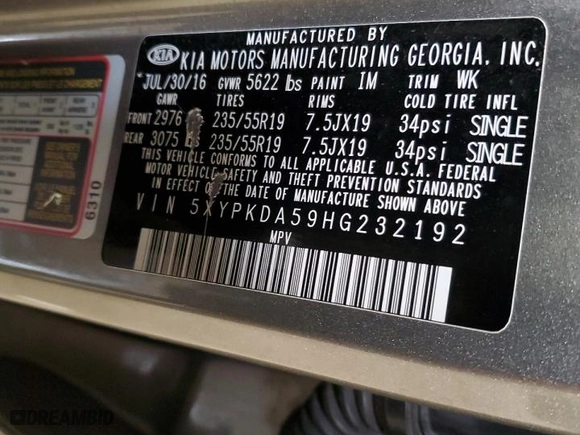 MANUFACTURED BY
KIA KIA MOTORS MANUFACTURING GEORGIA, INC.
JUL/30/16 GVWR 5622 lbs PAINT 1M TRIM WK
GAWR TIRES RIMS COLD TIRE INFL
FRONT 2976 235/55R19 7.5JX19 34psi SINGLE
REAR 3075 235/55R19 7.5JX19 34psi SINGLE
THIS VEHICLE CONFORMS TO ALL APPLICABLE U.S.A. FEDERAL
MOTOR VEHICLE SAFETY AND THEFT PREVENTION STANDARDS
IN EFFECT ON THE DATE OF MANUFACTURE SHOWN ABOVE
VIN 5XYPKDA59HG232192
MPV
6310
DREAMBID